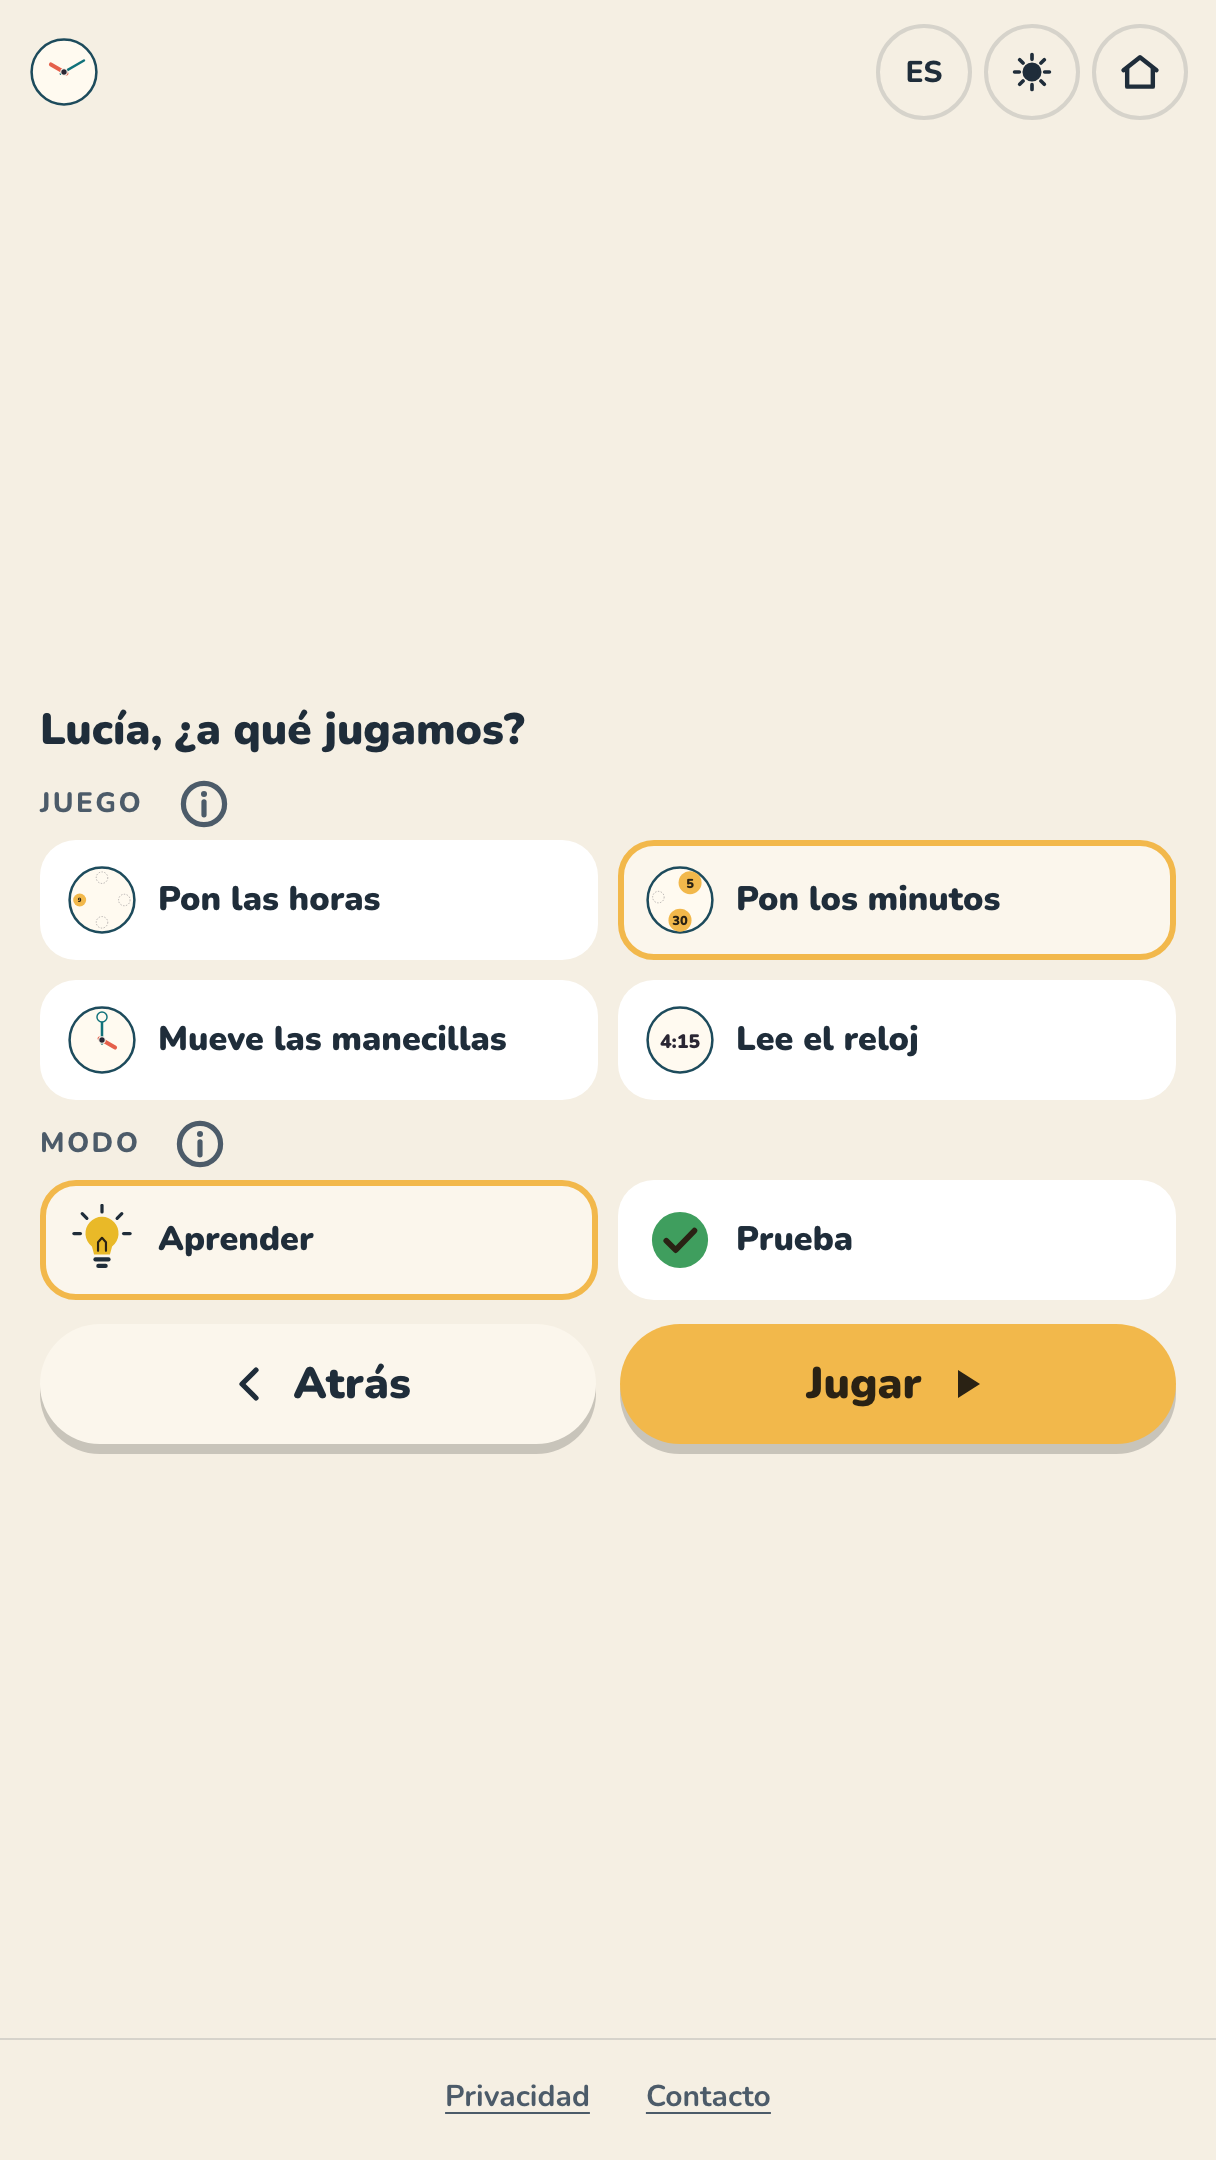 ES
Lucía, ¿a qué jugamos?
JUEGO
9
Pon las horas
5
30
Pon los minutos
Mueve las manecillas
4:15
Lee el reloj
MODO
Aprender
Prueba
Atrás
Jugar
Privacidad
Contacto